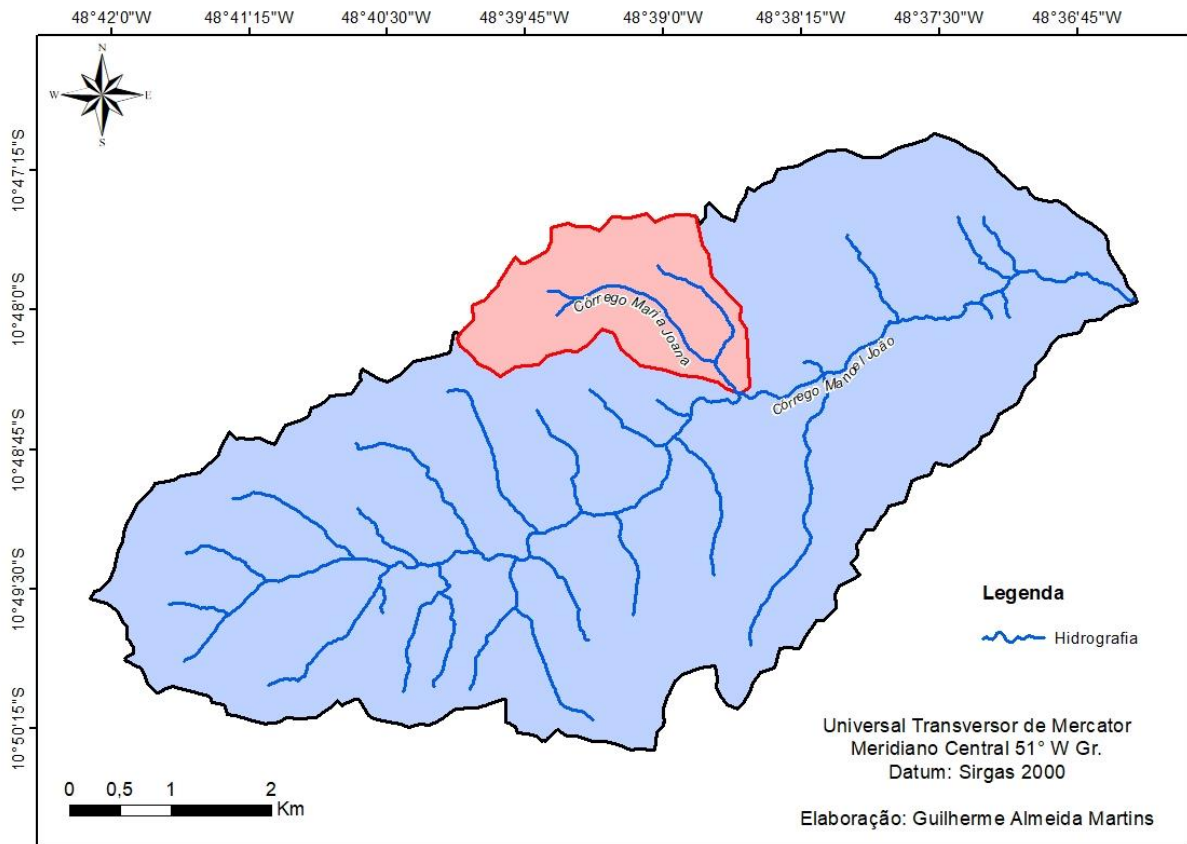 48°42'0"W 48°41'15"W 48°40'30"W 48°39'45"W 48°39'0"W 48°38'15"W 48°37'30"W 48°36'45"W
N
W E
S
10°47'15"S
10°48'0"S
10°48'45"S
10°49'30"S
10°50'15"S
Córrego Maria Joana
Córrego Manoel João
Legenda
Hidrografia
Universal Transversor de Mercator
Meridiano Central 51° W Gr.
Datum: Sirgas 2000
Elaboração: Guilherme Almeida Martins
0 0,5 1 2
Km